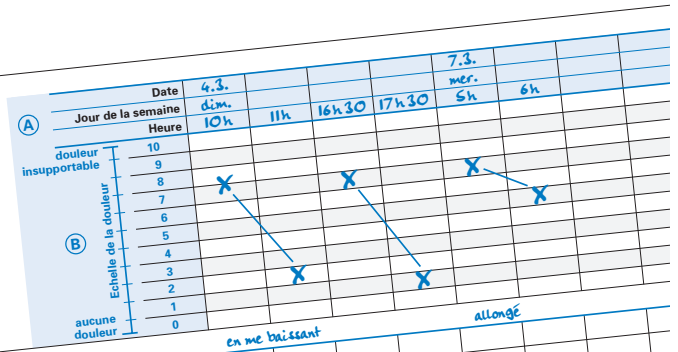 Date 4.3. 7.3.
Jour de la semaine dim. mer.
Heure 10h 11h 16h30 17h30 5h 6h
A
douleur insupportable
10
9
8
7
6
5
4
3
2
1
0
B
Echelle de la douleur
aucune douleur
en me baissant allongé